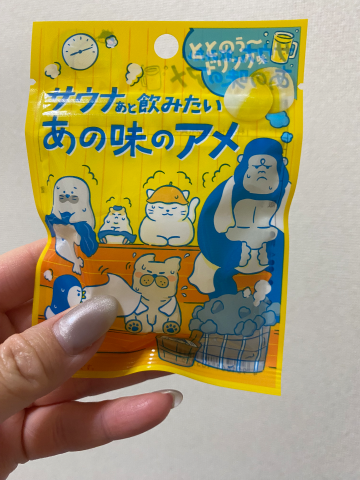 ととのう〜
ドリンク味
サウナあと飲みたい
あの味のアメ